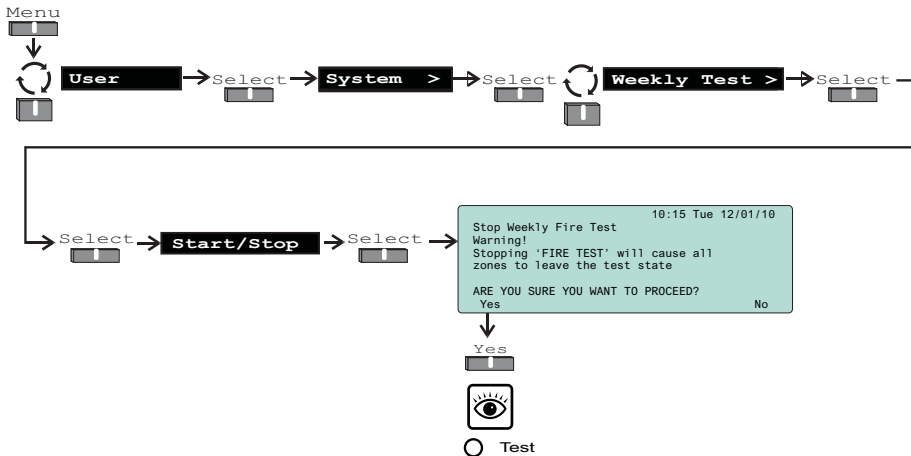 Menu
User
Select
System >
Select
Weekly Test >
Select
Select
Start/Stop
Select
10:15 Tue 12/01/10
Stop Weekly Fire Test
Warning!
Stopping ‘FIRE TEST’ will cause all
zones to leave the test state
ARE YOU SURE YOU WANT TO PROCEED?
Yes No
Yes
Test